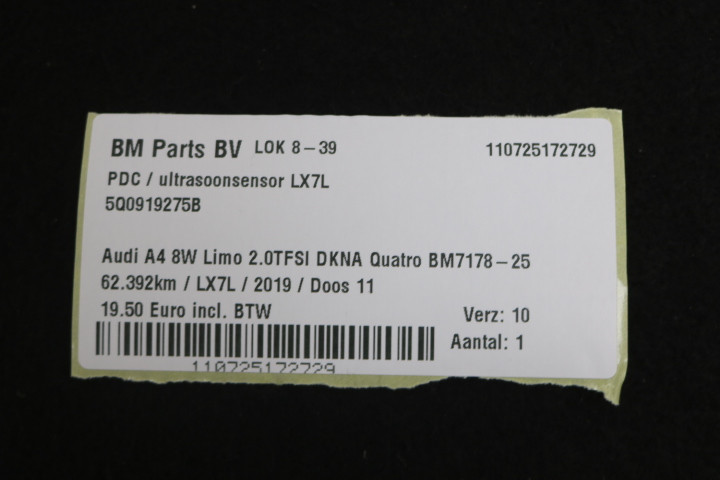 BM Parts BV LOK 8-39 110725172729
PDC / ultrasoonsensor LX7L
5Q0919275B
Audi A4 8W Limo 2.0TFSI DKNA Quatro BM7178-25
62.392km / LX7L / 2019 / Doos 11
19.50 Euro incl. BTW Verz: 10
Aantal: 1
110725172729